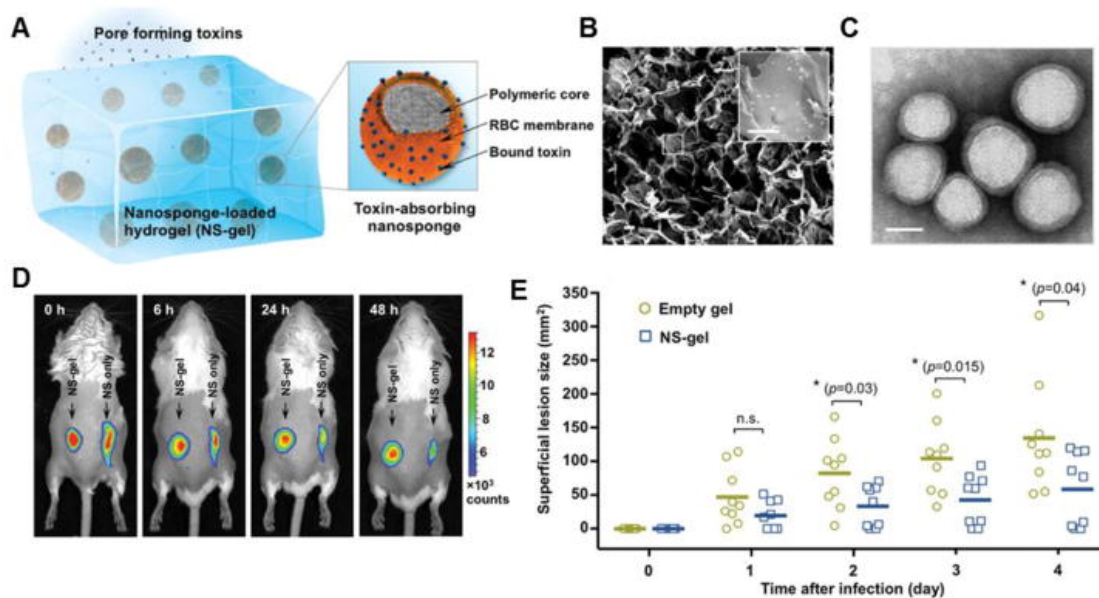 A
Pore forming toxins
Polymeric core
RBC membrane
Bound toxin
Nanosponge-loaded
hydrogel (NS-gel)
Toxin-absorbing
nanosponge
B
C
D
0 h
NS-gel
NS only
6 h
NS-gel
NS only
24 h
NS-gel
NS only
48 h
NS-gel
NS only
12
10
8
6
4
×10³
counts
E
Superficial lesion size (mm²)
350
300
250
200
150
100
50
0
Empty gel
NS-gel
n.s.
* (p=0.03)
* (p=0.015)
* (p=0.04)
0 1 2 3 4
Time after infection (day)